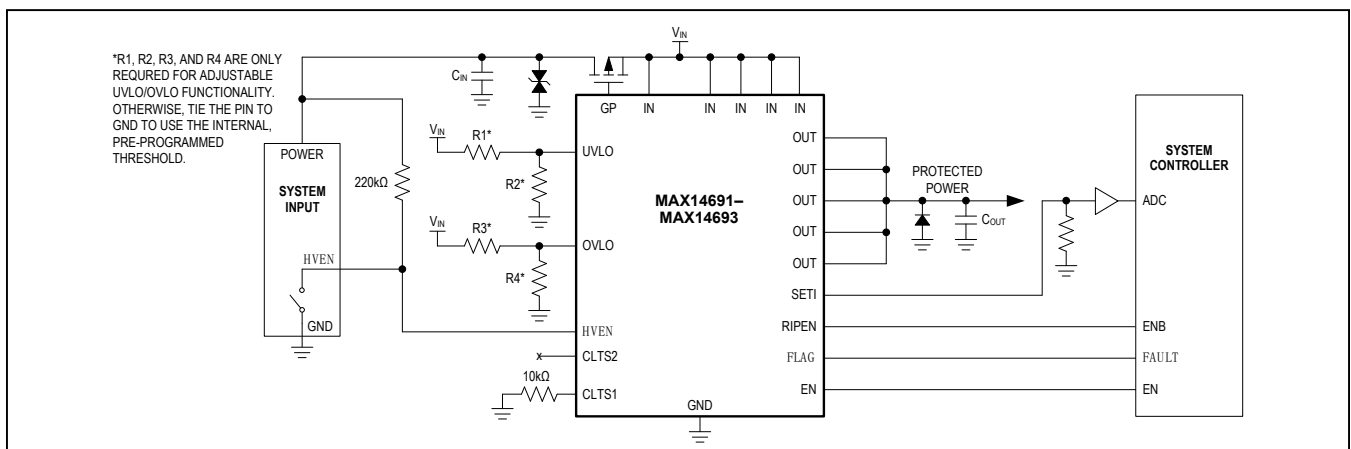 *R1, R2, R3, AND R4 ARE ONLY
REQURED FOR ADJUSTABLE
UVLO/OVLO FUNCTIONALITY.
OTHERWISE, TIE THE PIN TO
GND TO USE THE INTERNAL,
PRE-PROGRAMMED
THRESHOLD.
POWER
SYSTEM
INPUT
HVEN
GND
220kΩ
CIN
VIN
GP
IN
IN
IN
IN
IN
VIN
R1*
R2*
UVLO
VIN
R3*
R4*
OVLO
HVEN
CLTS2
x
10kΩ
CLTS1
MAX14691–
MAX14693
GND
OUT
OUT
OUT
OUT
OUT
SETI
RIPEN
FLAG
EN
PROTECTED
POWER
COUT
SYSTEM
CONTROLLER
ADC
ENB
FAULT
EN